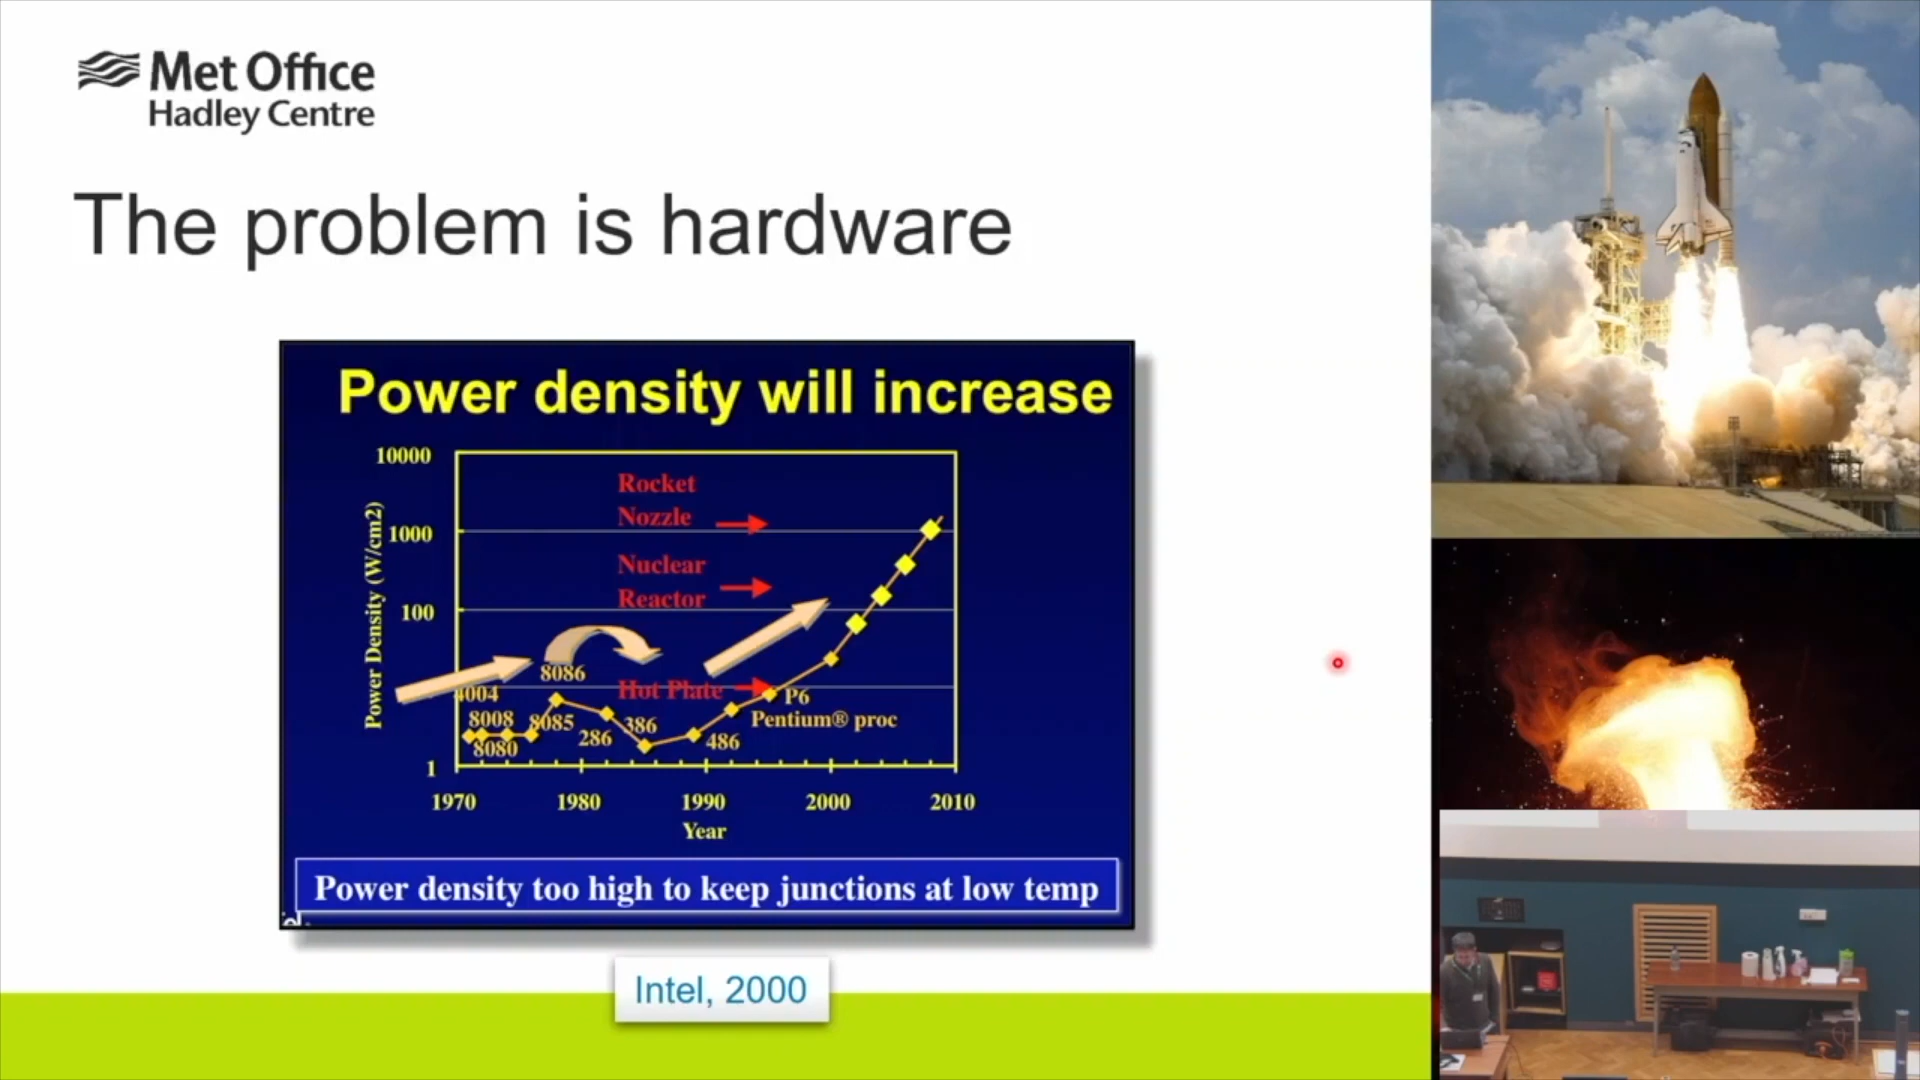 Met Office
Hadley Centre
The problem is hardware
Power density will increase
10000
1000
100
1
Power Density (W/cm2)
Rocket
Nozzle
Nuclear
Reactor
Hot Plate
4004
8008
8080
8085
8086
286
386
486
P6
Pentium® proc
1970
1980
1990
2000
2010
Year
Power density too high to keep junctions at low temp
Intel, 2000